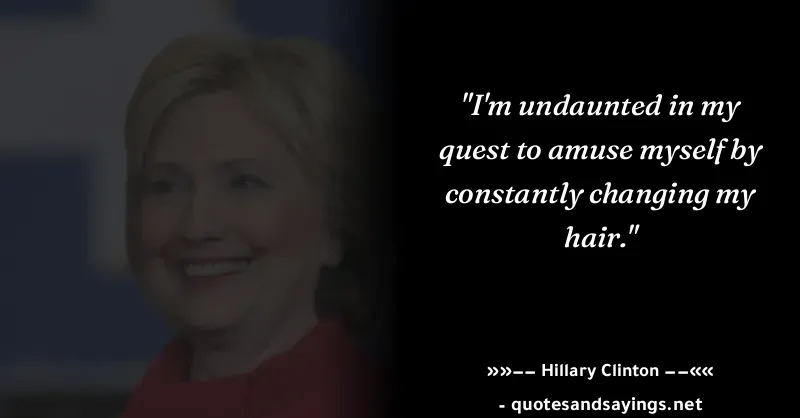 "I'm undaunted in my
quest to amuse myself by
constantly changing my
hair."
»»−− Hillary Clinton −−««
- quotesandsayings.net